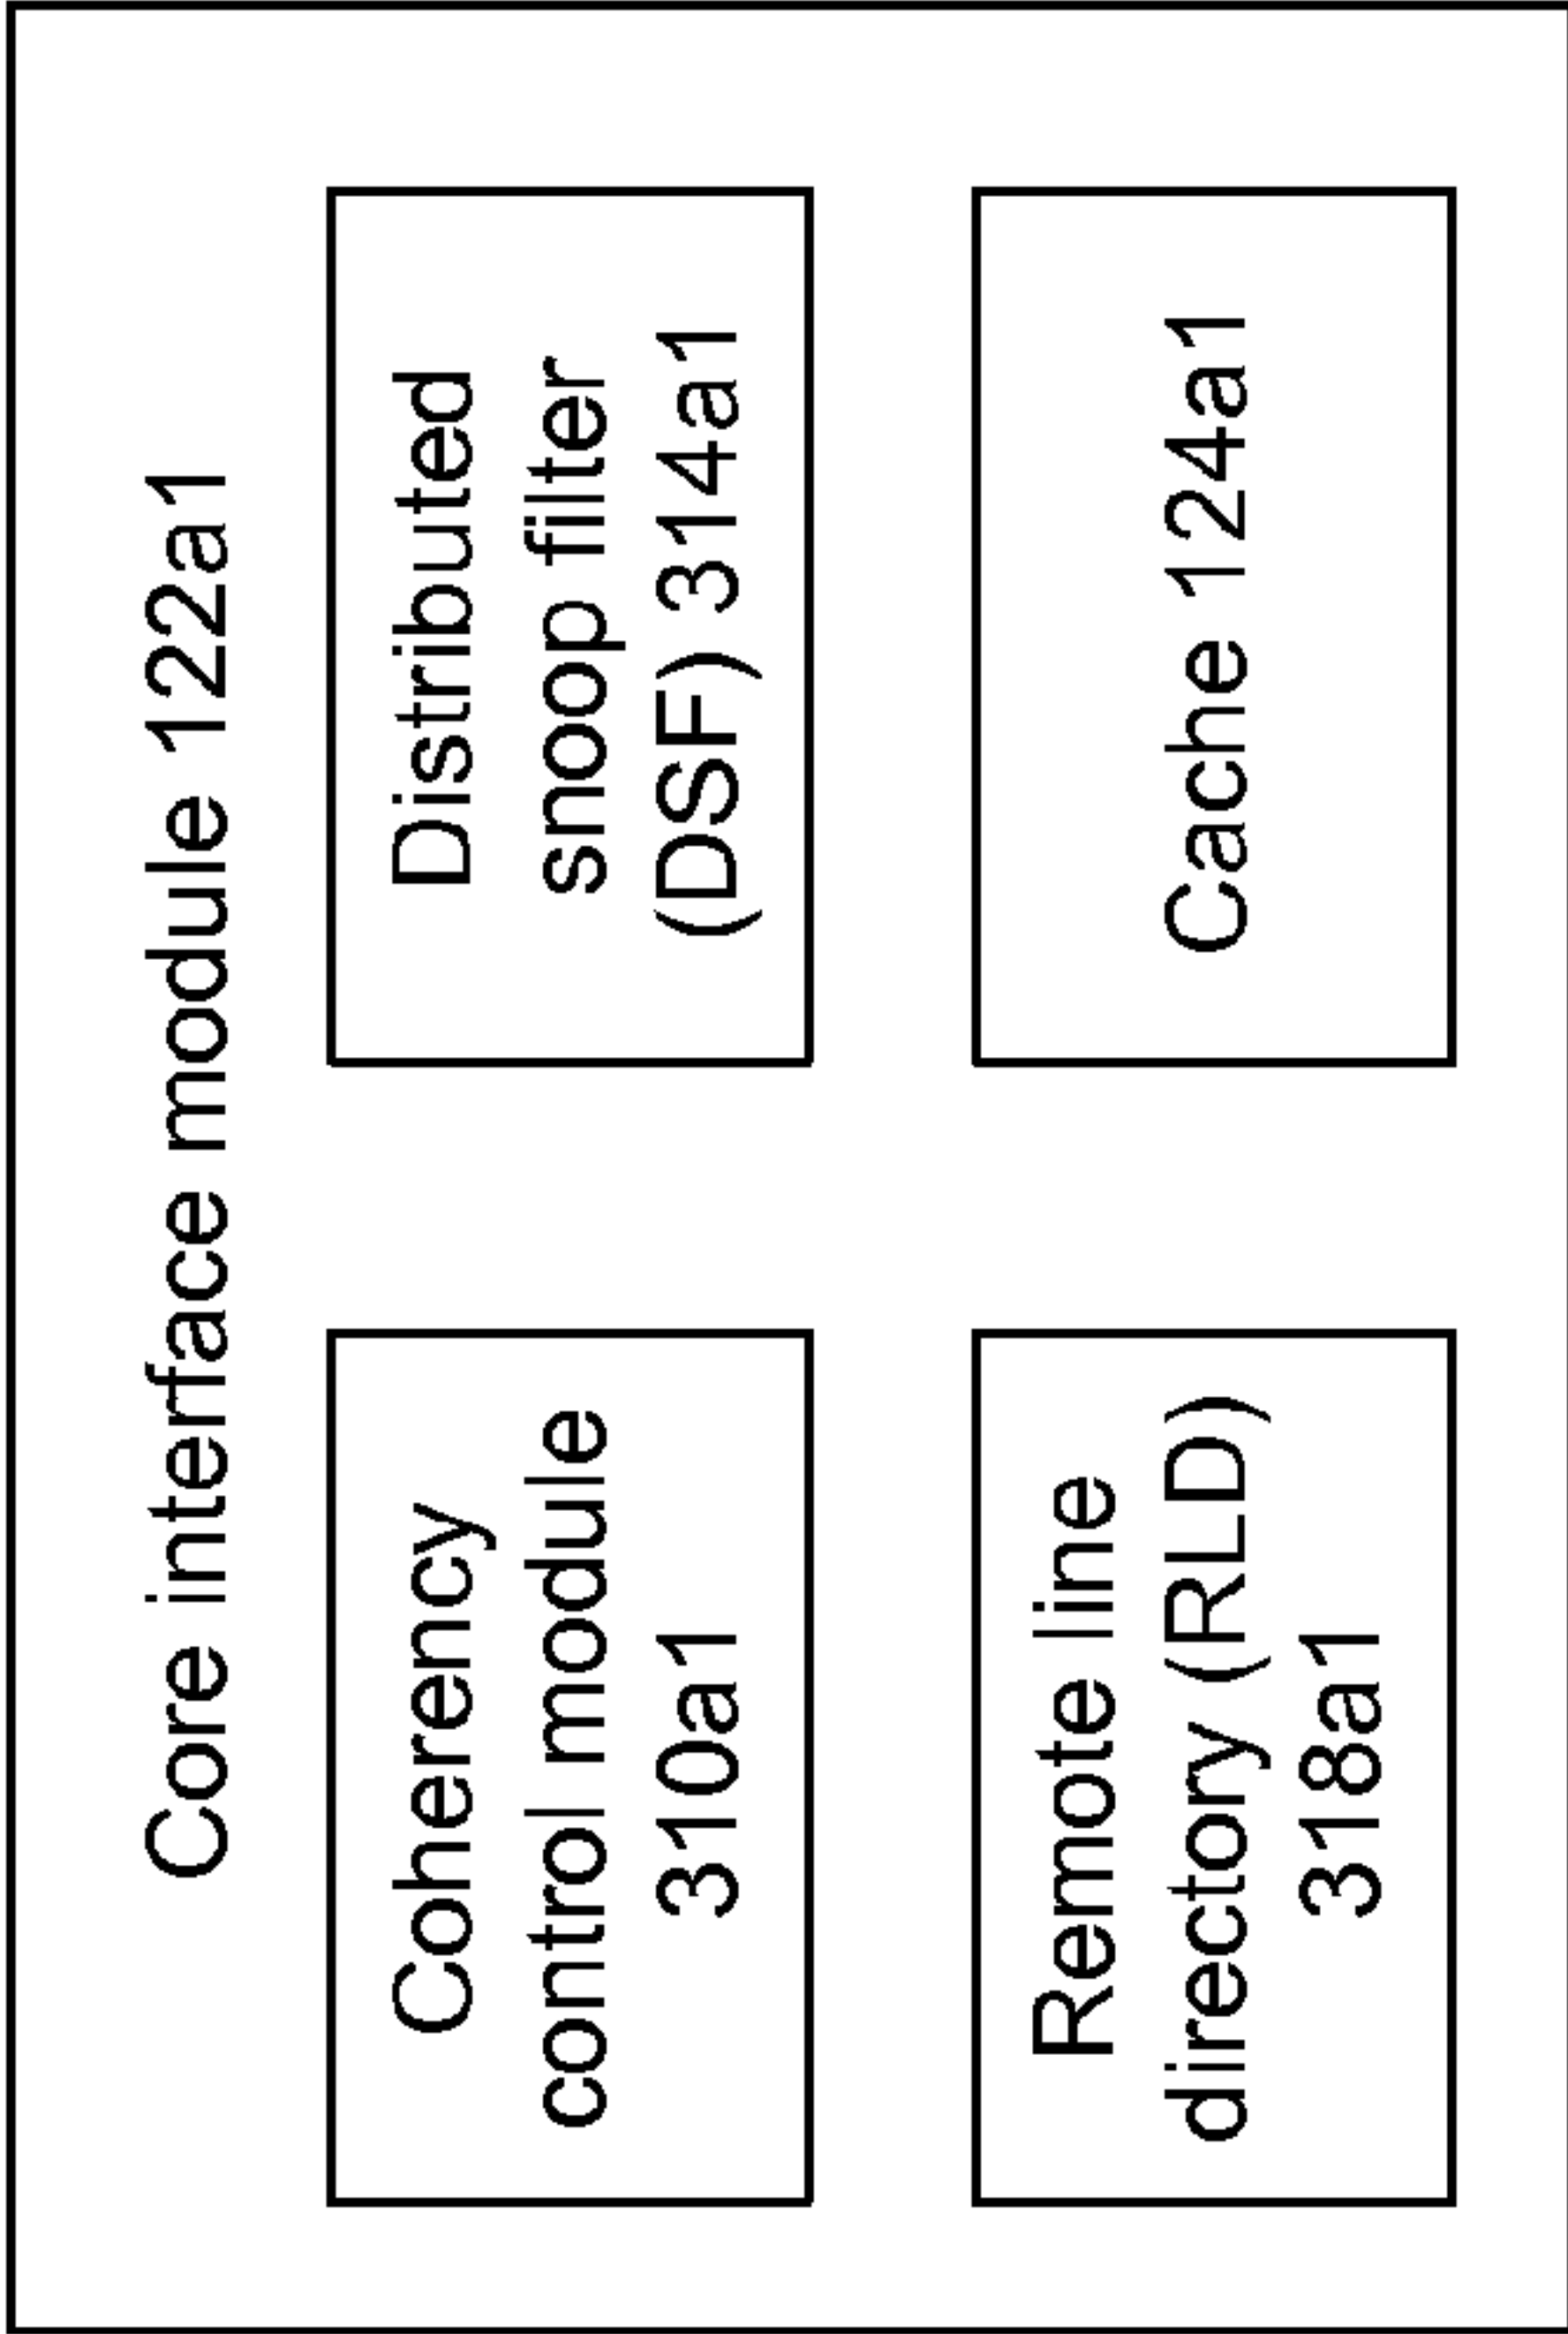 Core interface module 122a1
Coherency
control module
310a1
Distributed
snoop filter
(DSF) 314a1
Remote line
directory (RLD)
318a1
Cache 124a1